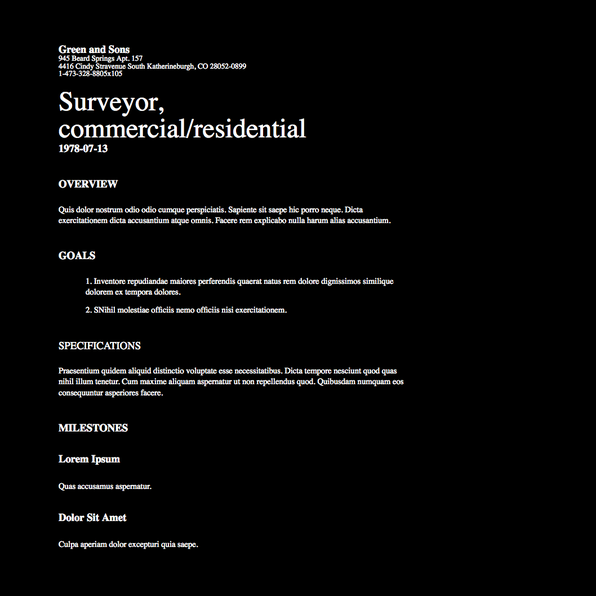 Green and Sons
945 Beard Springs Apt. 157
4416 Cindy Stravenue South Katherineburgh, CO 28052-0899
1-473-328-8805x105
Surveyor,
commercial/residential
1978-07-13
OVERVIEW
Quis dolor nostrum odio odio cumque perspiciatis. Sapiente sit saepe hic porro neque. Dicta
exercitationem dicta accusantium atque omnis. Facere rem explicabo nulla harum alias accusantium.
GOALS
1. Inventore repudiandae maiores perferendis quaerat natus rem dolore dignissimos similique
dolorem ex tempora dolores.
2. SNihil molestiae officiis nemo officiis nisi exercitationem.
SPECIFICATIONS
Praesentium quidem aliquid distinctio voluptate esse necessitatibus. Dicta tempore nesciunt quod quas
nihil illum tenetur. Cum maxime aliquam aspernatur ut non repellendus quod. Quibusdam numquam eos
consequuntur asperiores facere.
MILESTONES
Lorem Ipsum
Quas accusamus aspernatur.
Dolor Sit Amet
Culpa aperiam dolor excepturi quia saepe.